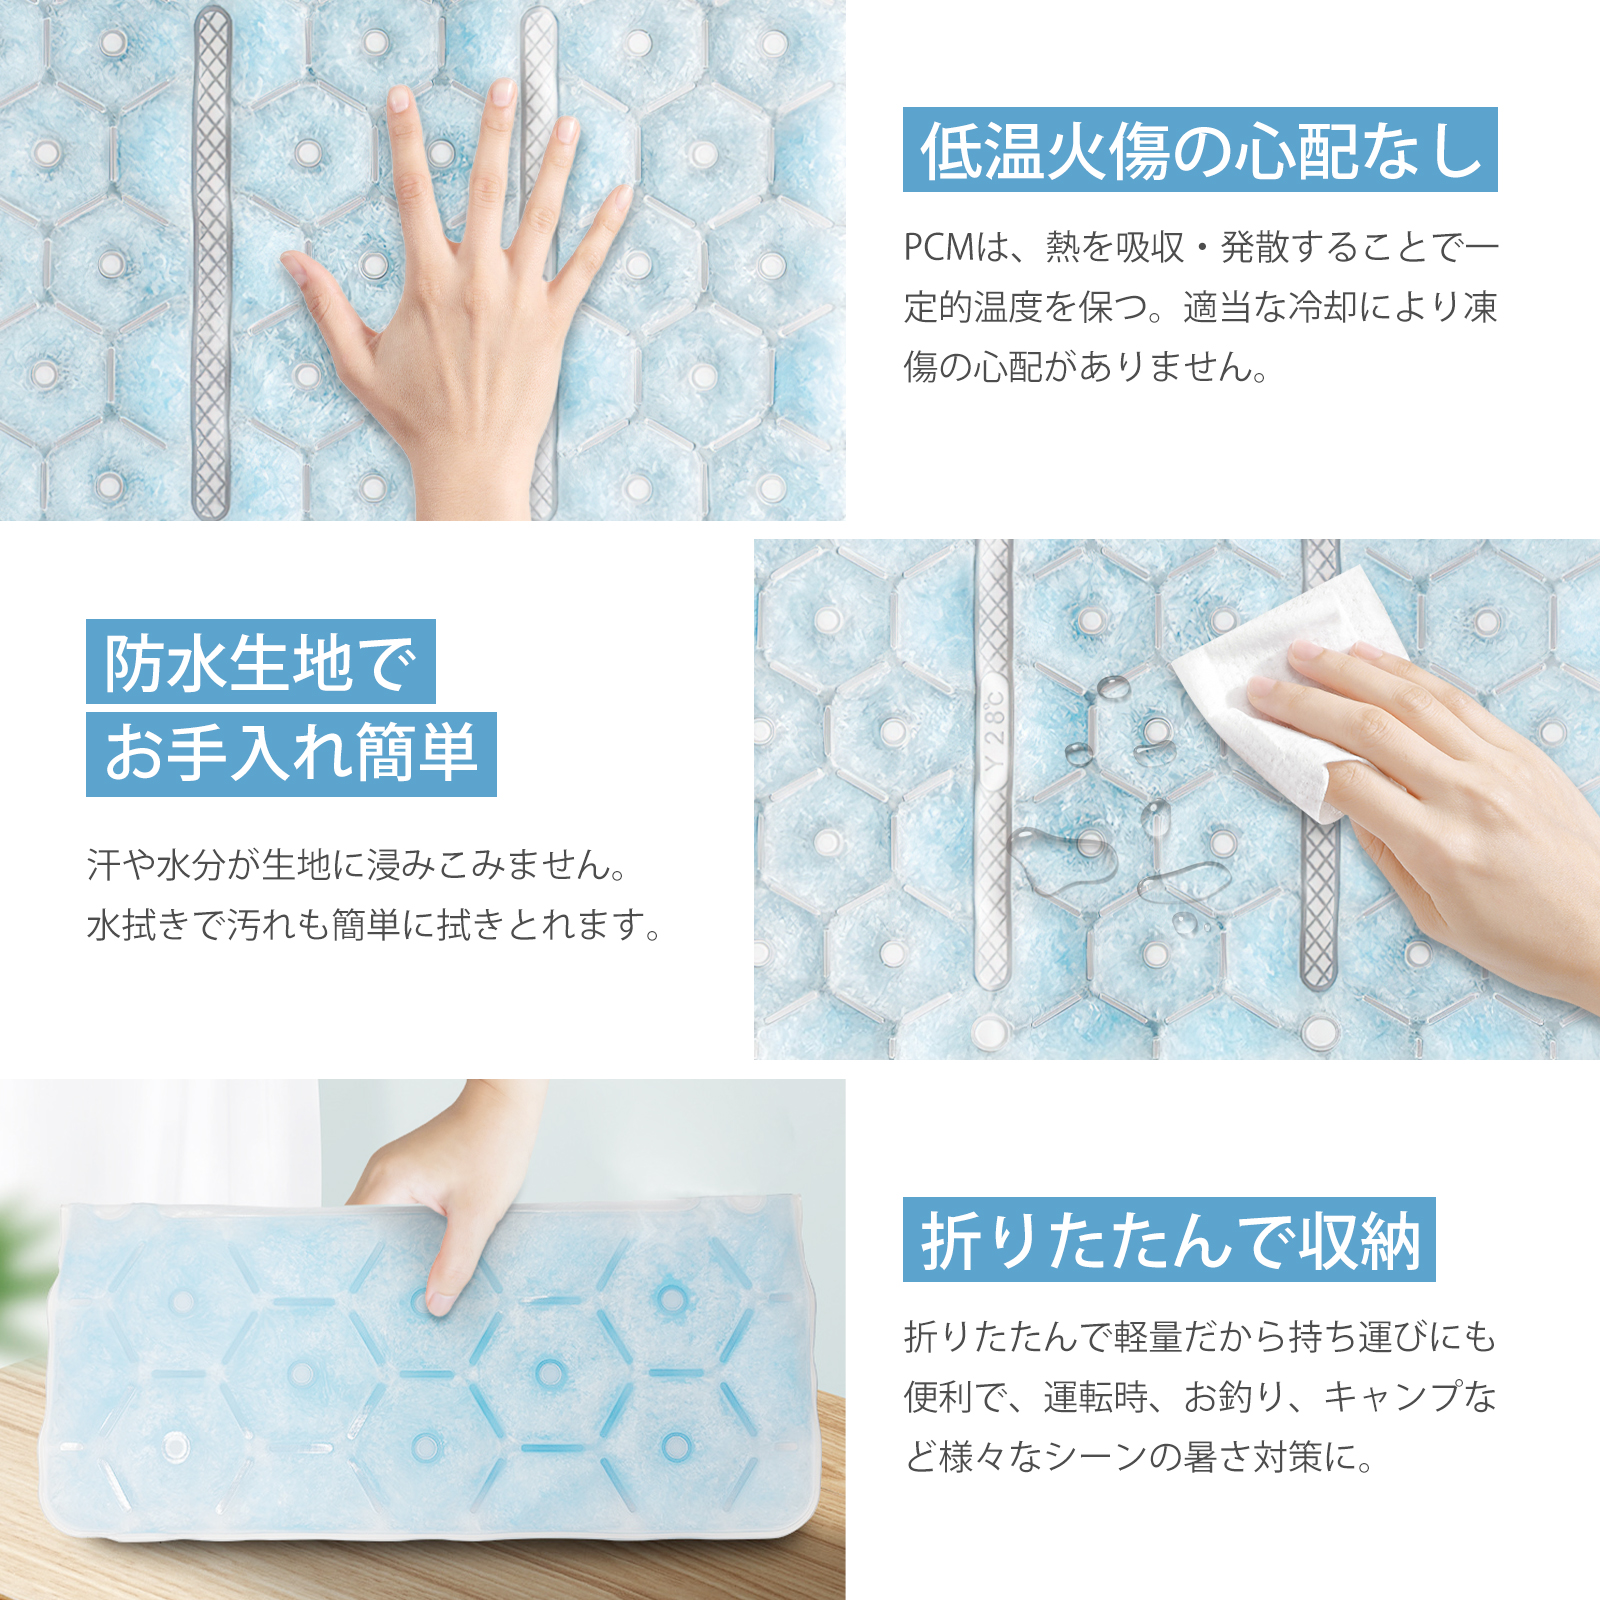 低温火傷の心配なし
PCMは、熱を吸収・発散することで一
定的温度を保つ。適当な冷却により凍
傷の心配がありません。
防水生地で
お手入れ簡単
汗や水分が生地に浸みこみません。
水拭きで汚れも簡単に拭きとれます。
Y 28℃
折りたたんで収納
折りたたんで軽量だから持ち運びにも
便利で、運転時、お釣り、キャンプな
ど様々なシーンの暑さ対策に。